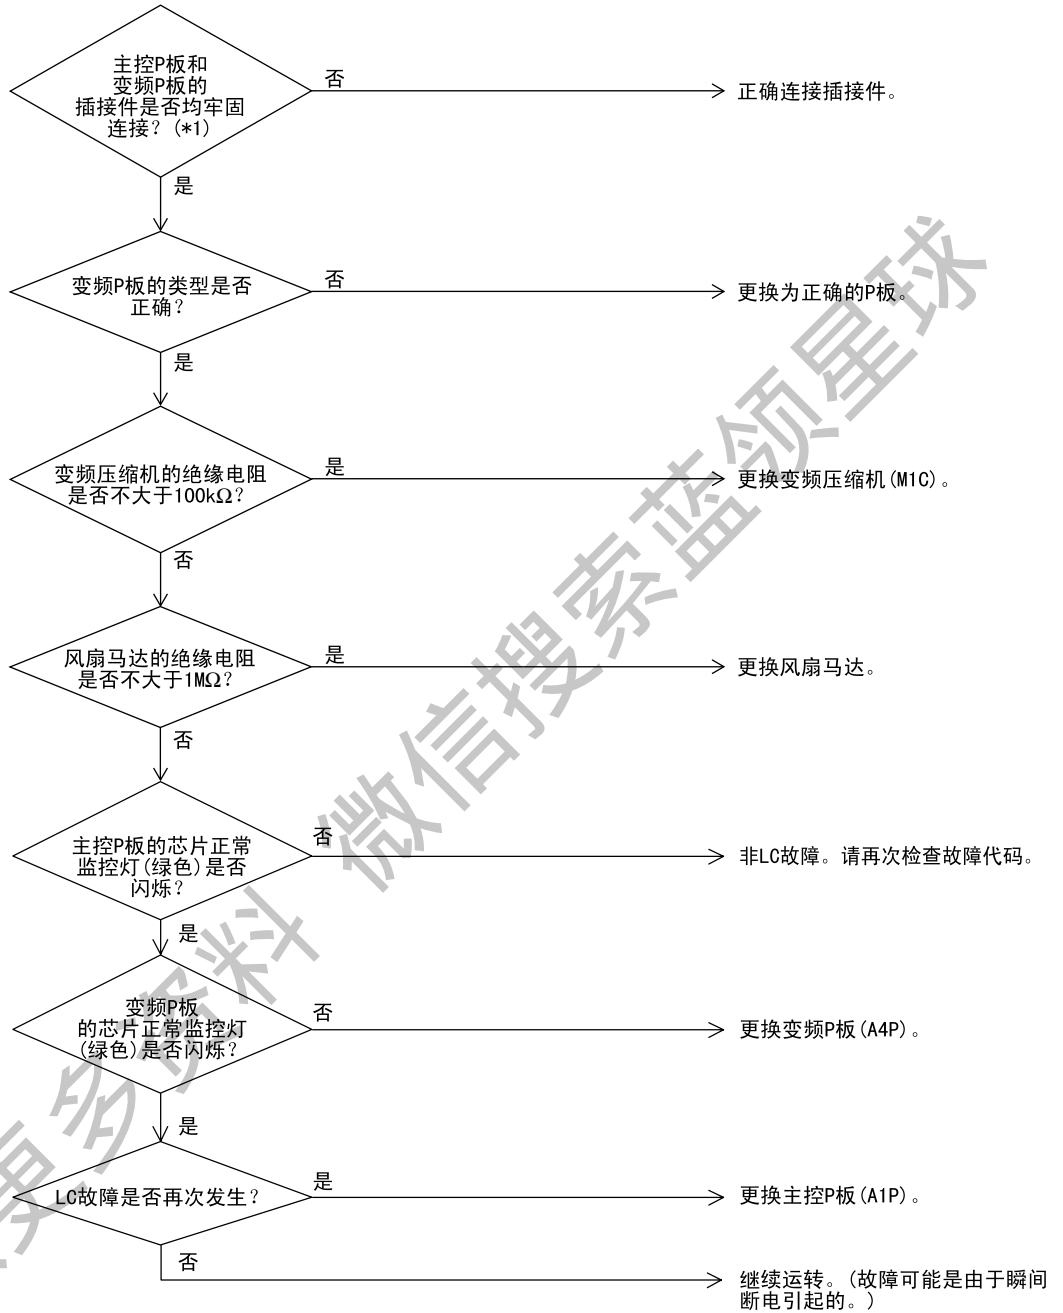 主控P板和
变频P板的
插接件是否均牢固
连接？(*1)
否
正确连接插接件。
是
变频P板的类型是否
正确？
否
更换为正确的P板。
是
变频压缩机的绝缘电阻
是否不大于100kΩ？
是
更换变频压缩机(M1C)。
否
风扇马达的绝缘电阻
是否不大于1MΩ？
是
更换风扇马达。
否
主控P板的芯片正常
监控灯(绿色)是否
闪烁？
否
非LC故障。请再次检查故障代码。
是
变频P板
的芯片正常监控灯
(绿色)是否闪烁？
否
更换变频P板(A4P)。
是
LC故障是否再次发生？
是
更换主控P板(A1P)。
否
继续运转。(故障可能是由于瞬间
断电引起的。)
更多资料 微信搜索蓝领星球